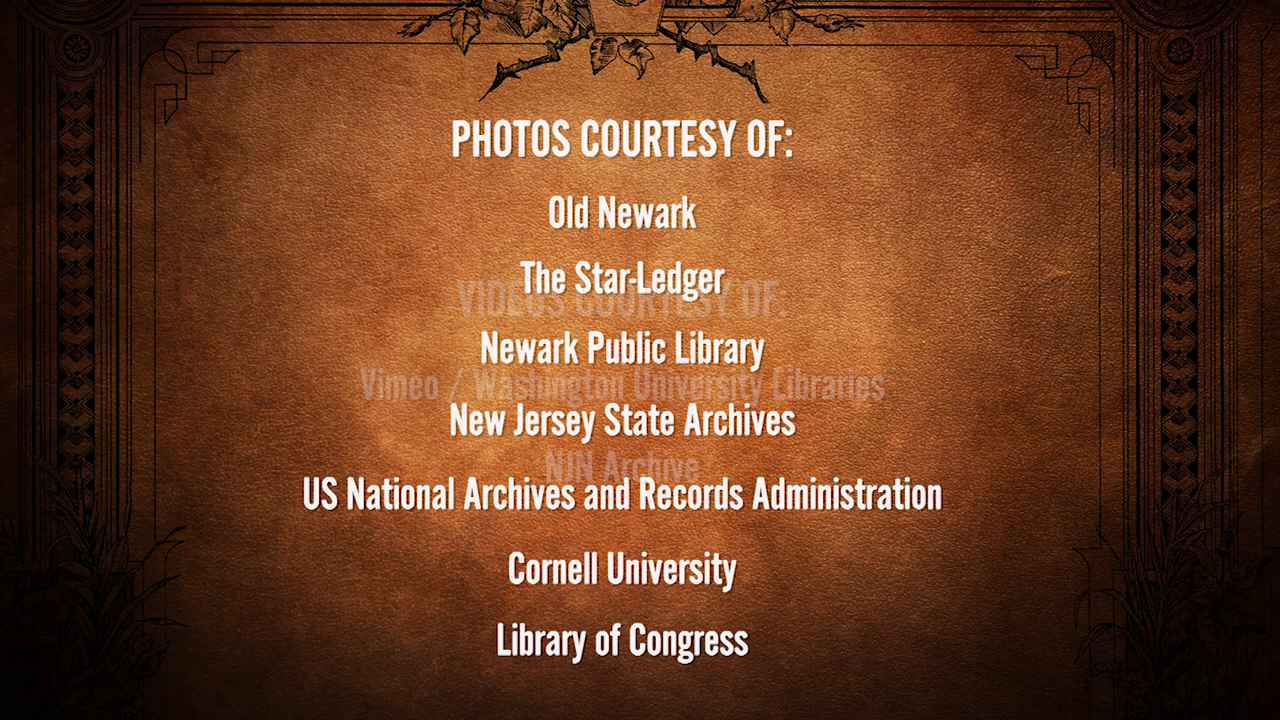 PHOTOS COURTESY OF:
Old Newark
The Star-Ledger
VIDEOS COURTESY OF:
Newark Public Library
Vimeo / Washington University Libraries
New Jersey State Archives
NJN Archive
US National Archives and Records Administration
Cornell University
Library of Congress